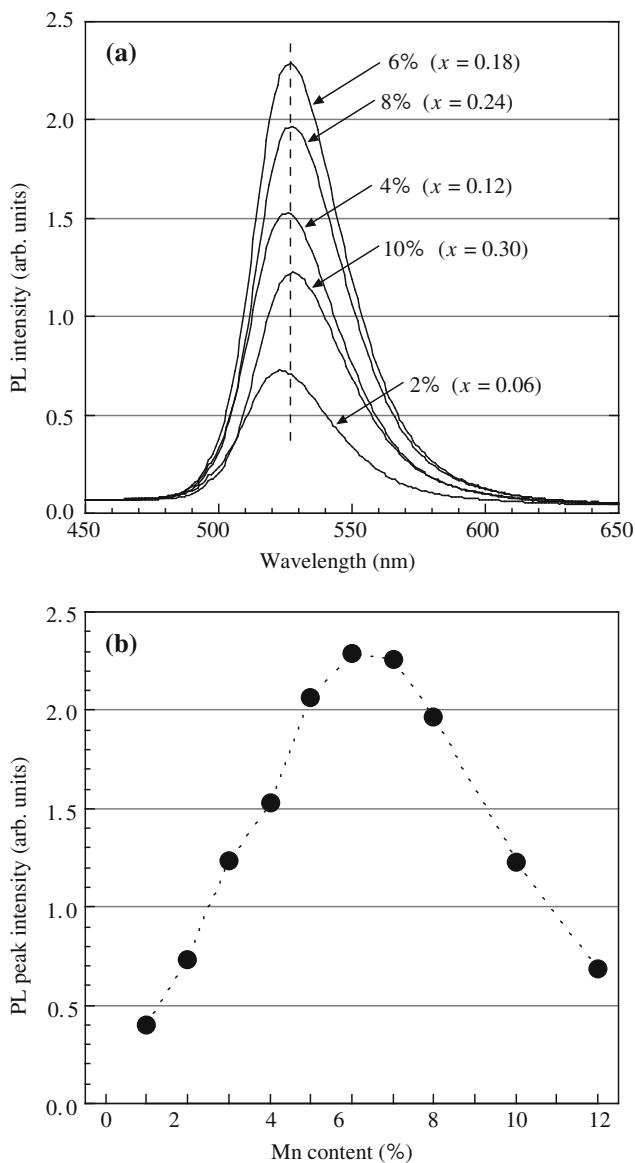 (a)
2.5
2.0
1.5
1.0
0.5
0.0
PL intensity (arb. units)
6% (x = 0.18)
8% (x = 0.24)
4% (x = 0.12)
10% (x = 0.30)
2% (x = 0.06)
450 500 550 600 650
Wavelength (nm)
(b)
2.5
2.0
1.5
1.0
0.5
0.0
PL peak intensity (arb. units)
0 2 4 6 8 10 12
Mn content (%)